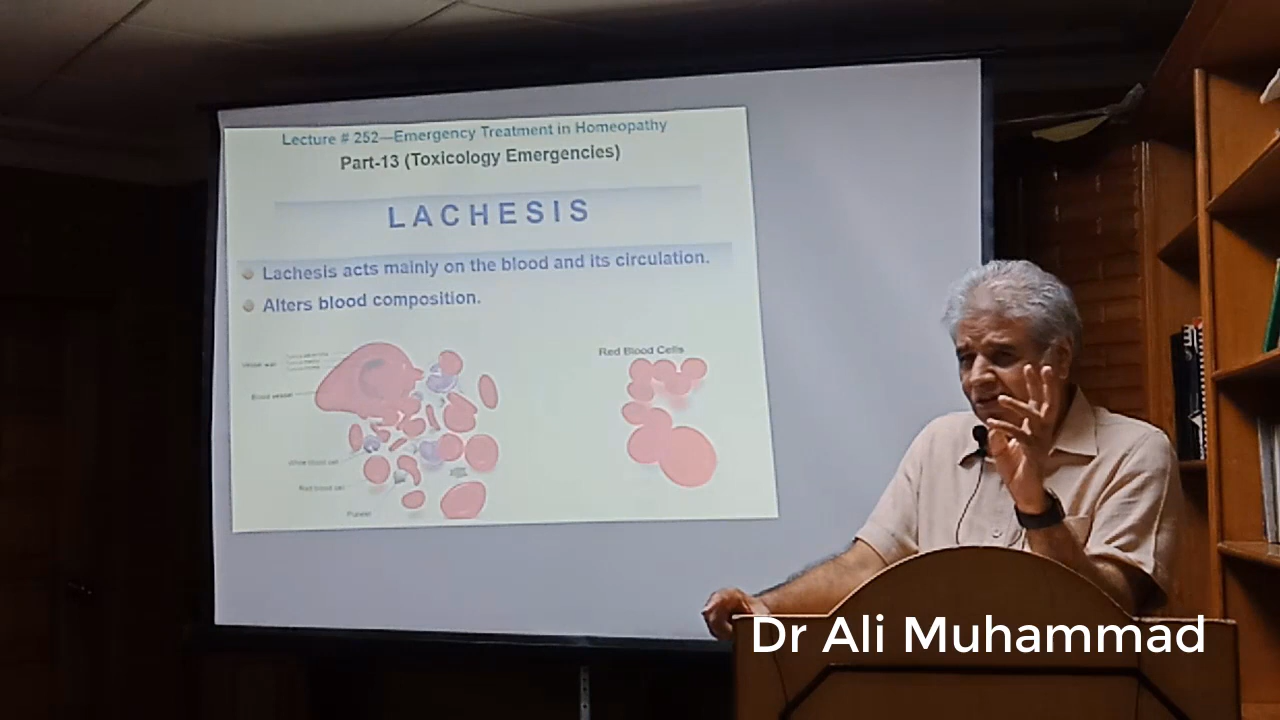 Lecture # 252—Emergency Treatment in Homeopathy
Part-13 (Toxicology Emergencies)
LACHESIS
Lachesis acts mainly on the blood and its circulation.
Alters blood composition.
Red Blood Cells
Blood vessel
White blood cell
Red blood cell
Platelet
Dr Ali Muhammad